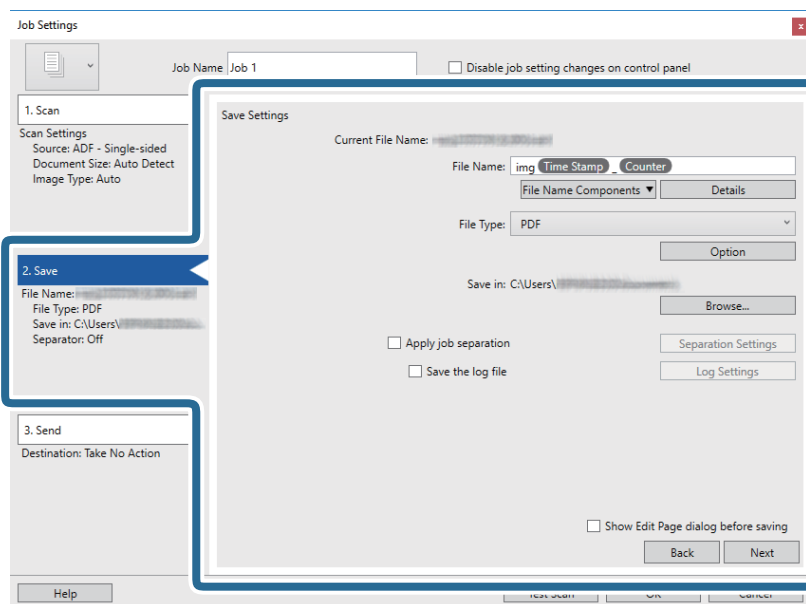 Job Settings
x
Job Name Job 1
Disable job setting changes on control panel
1. Scan
Scan Settings
Source: ADF - Single-sided
Document Size: Auto Detect
Image Type: Auto
2. Save
File Name:
File Type: PDF
Save in: C:\Users\
Separator: Off
3. Send
Destination: Take No Action
Save Settings
Current File Name:
File Name: img Time Stamp _ Counter
File Name Components ▼ Details
File Type: PDF
Option
Save in: C:\Users\
Browse...
Apply job separation Separation Settings
Save the log file Log Settings
Show Edit Page dialog before saving
Back Next
Help Test Scan OK Cancel